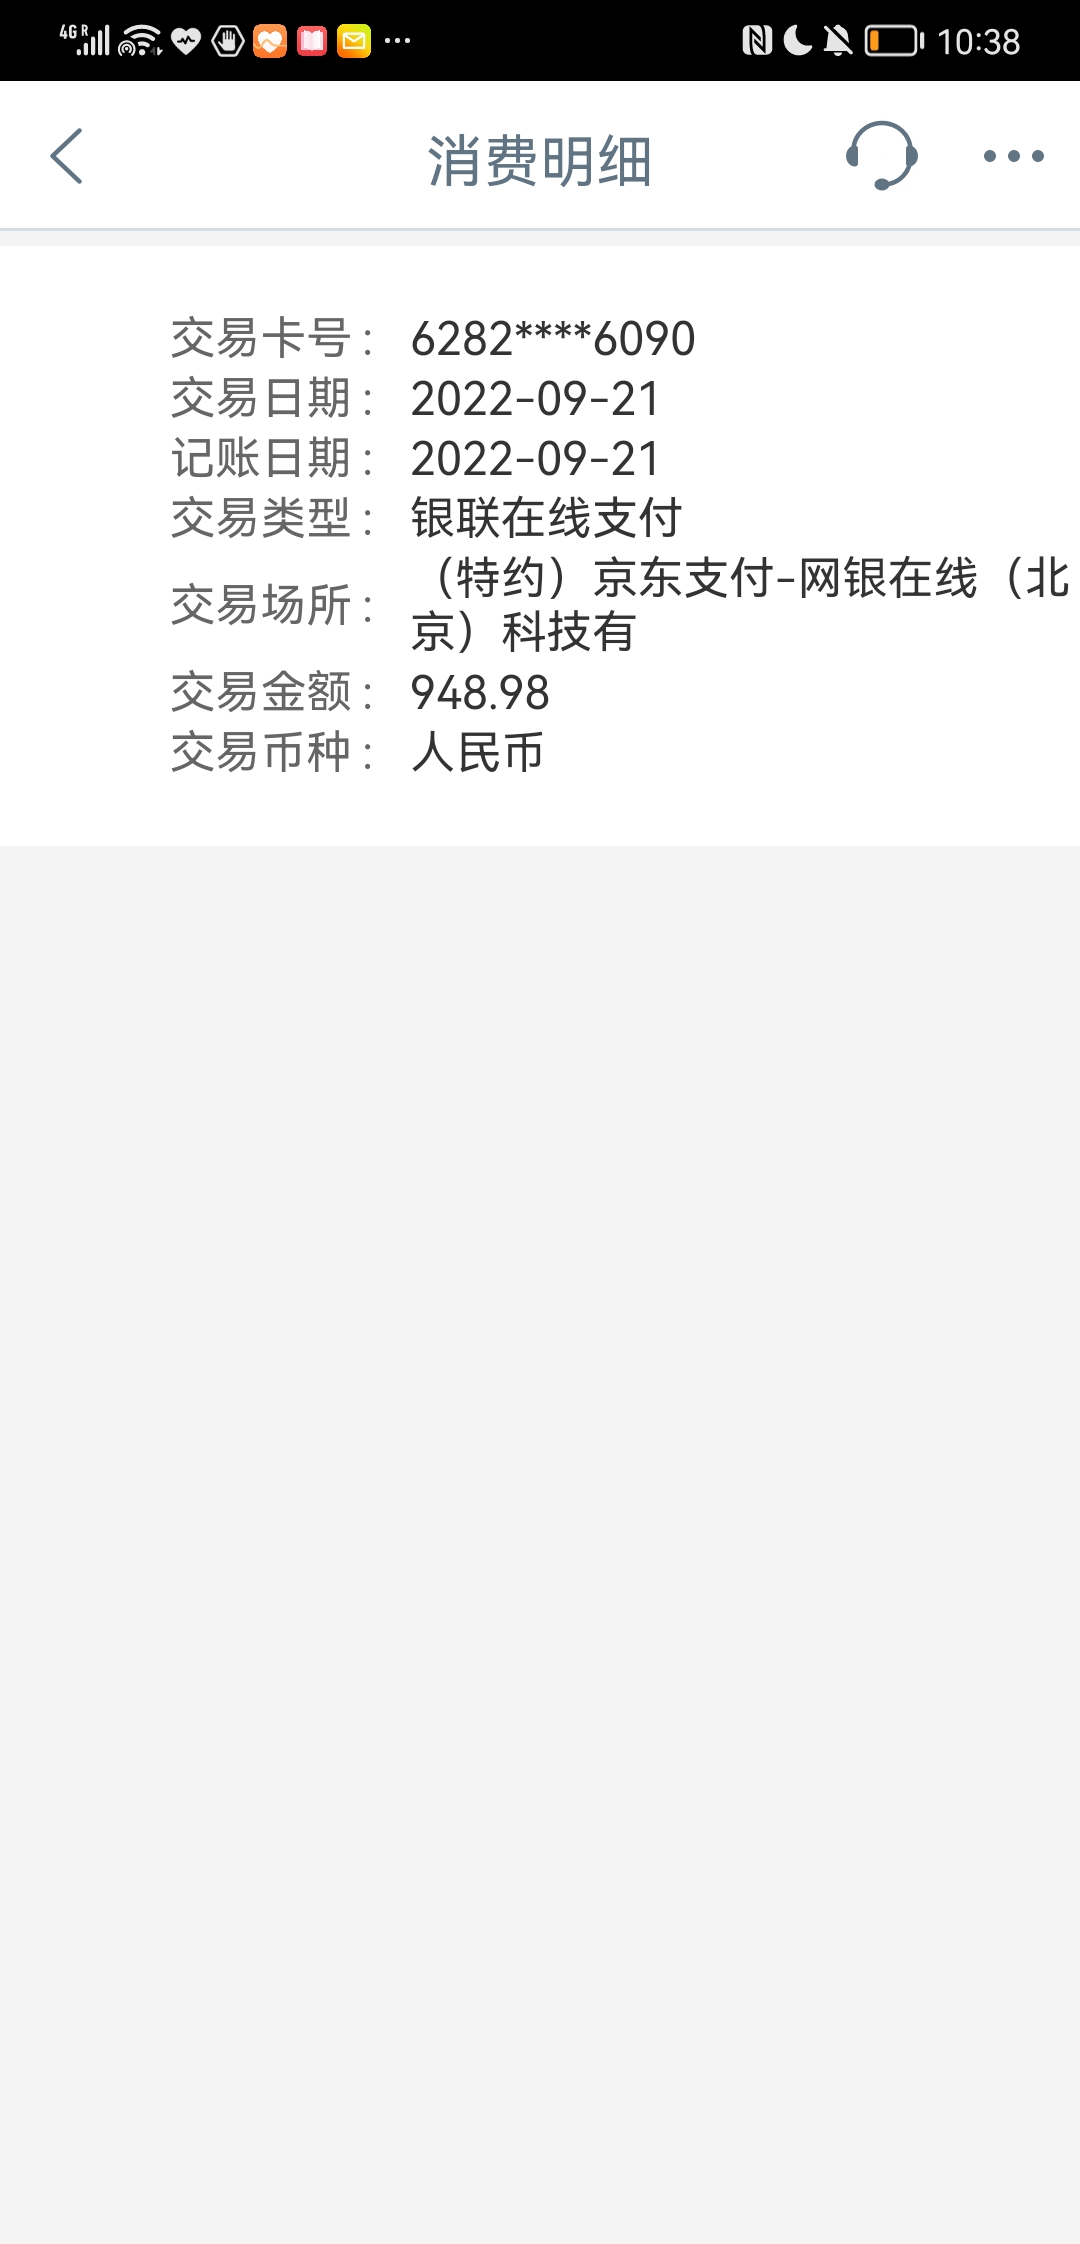 4G R
10:38
消费明细
交易卡号： 6282****6090
交易日期： 2022-09-21
记账日期： 2022-09-21
交易类型： 银联在线支付
交易场所： （特约）京东支付-网银在线（北
京）科技有
交易金额： 948.98
交易币种： 人民币